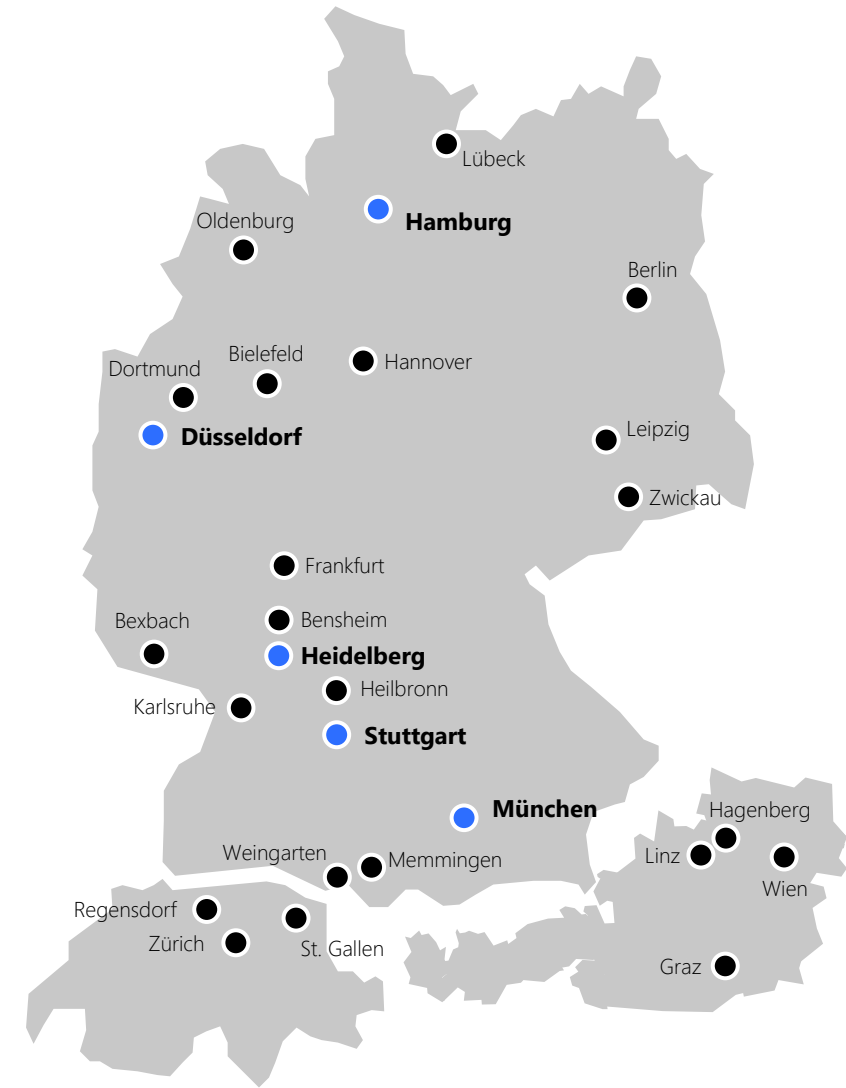 Lübeck
Hamburg
Oldenburg
Berlin
Bielefeld
Hannover
Dortmund
Düsseldorf
Leipzig
Zwickau
Frankfurt
Bensheim
Bexbach
Heidelberg
Heilbronn
Karlsruhe
Stuttgart
München
Hagenberg
Weingarten
Memmingen
Linz
Wien
Regensdorf
Zürich
St. Gallen
Graz